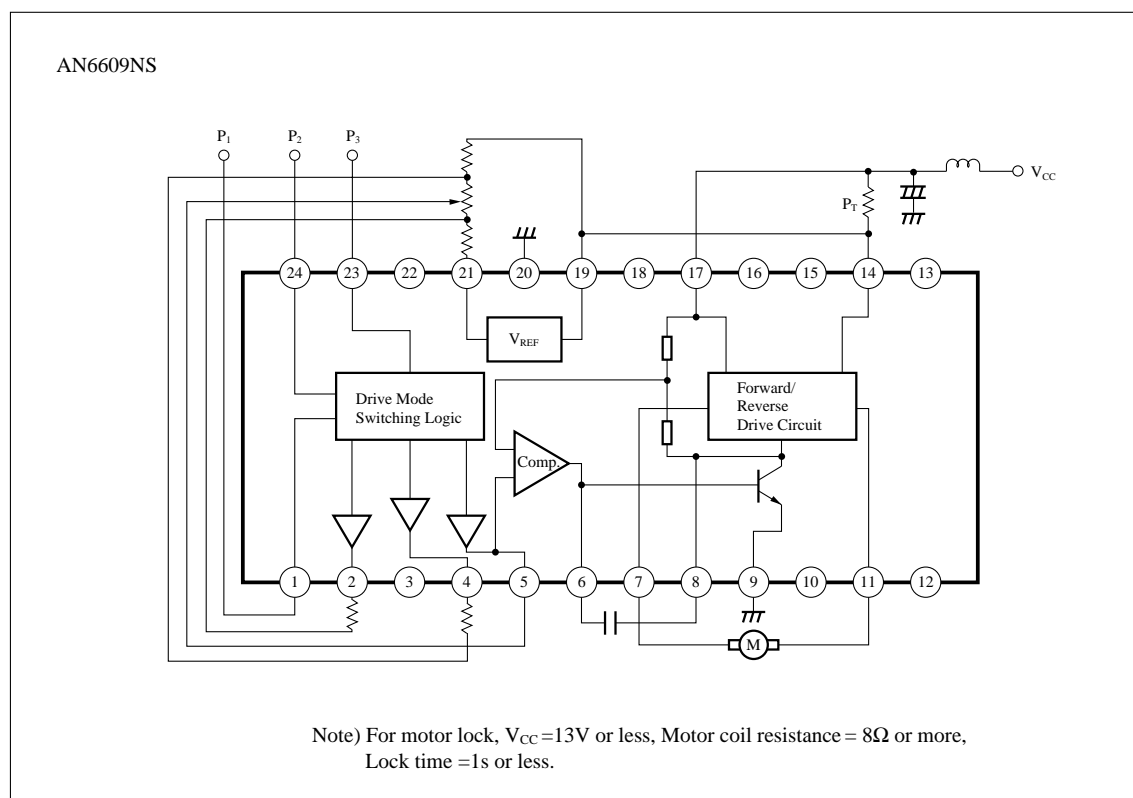 AN6609NS
P1 P2 P3
VCC
PT
24 23 22 21 20 19 18 17 16 15 14 13
VREF
Drive Mode
Switching Logic
Forward/
Reverse
Drive Circuit
Comp.
1 2 3 4 5 6 7 8 9 10 11 12
M
Note) For motor lock, VCC =13V or less, Motor coil resistance = 8Ω or more,
Lock time =1s or less.